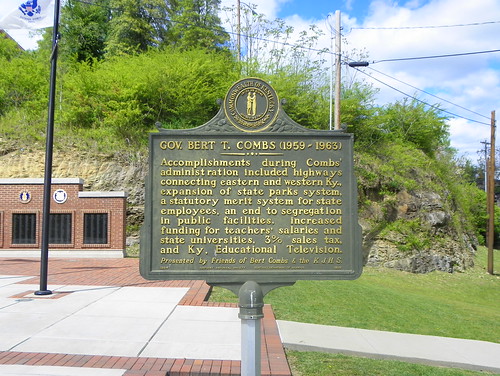 COMMONWEALTH OF KENTUCKY
GOV. BERT T. COMBS (1959 - 1963)
Accomplishments during Combs'
administration included highways
connecting eastern and western Ky.,
expansion of state parks system,
a statutory merit system for state
employees, an end to segregation
in public facilities, increased
funding for teachers' salaries and
state universities, 3% sales tax,
and Ky. Educational Television.
Presented by Friends of Bert Combs & the K.J.H.S.